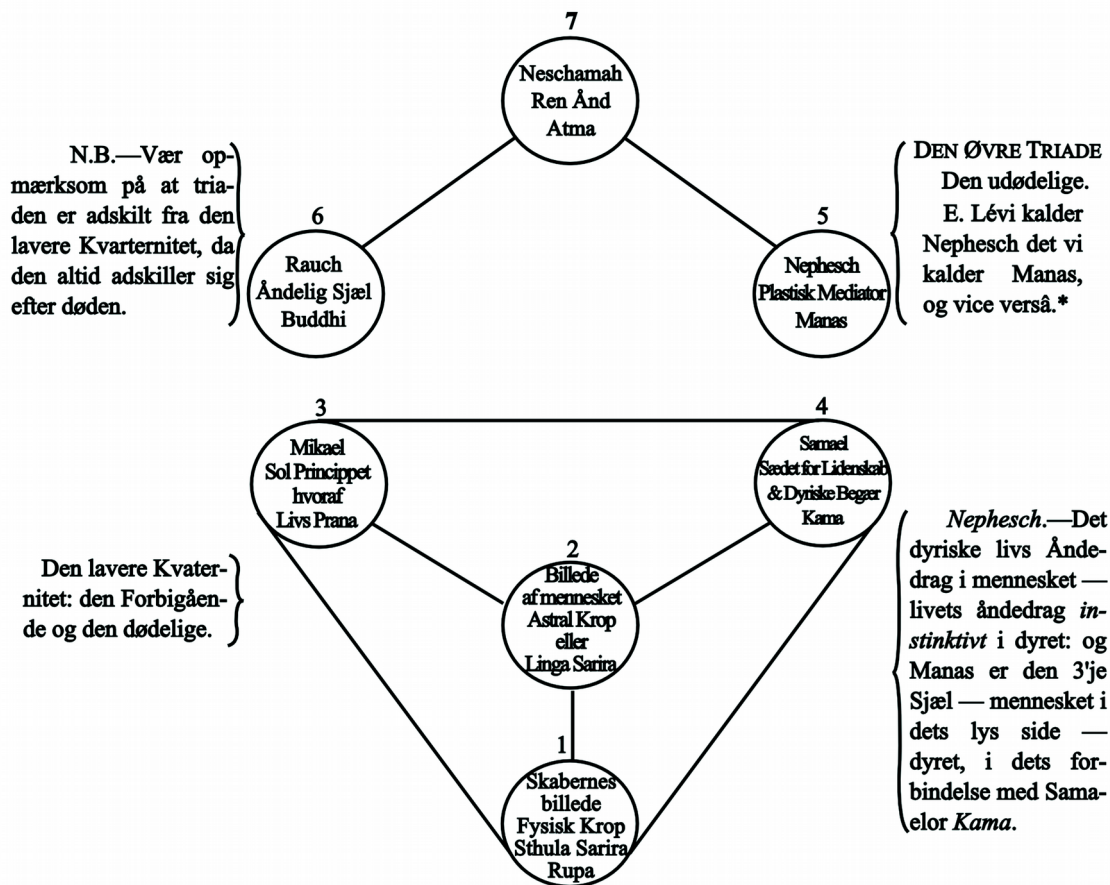 7
Neschamah
Ren Ånd
Atma
N.B.—Vær op-
mærksom på at tria-
den er adskilt fra den
lavere Kvarternitet, da
den altid adskiller sig
efter døden.
6
Rauch
Åndelig Sjæl
Buddhi
5
Nephesch
Plastisk Mediator
Manas
DEN ØVRE TRIADE
Den udødelige.
E. Lévi kalder
Nephesch det vi
kalder Manas,
og vice versâ.*
3
Mikael
Sol Princippet
hvoraf
Livs Prana
4
Samael
Sædet for Lidenskab
& Dyriske Begær
Kama
Den lavere Kvater-
nitet: den Forbigåen-
de og den dødelige.
2
Billede
af mennesket
Astral Krop
eller
Linga Sarira
1
Skabernes
billede
Fysisk Krop
Sthula Sarira
Rupa
Nephesch.—Det
dyriske livs Ånde-
drag i mennesket —
livets åndedrag in-
stinktivt i dyret: og
Manas er den 3'je
Sjæl — mennesket i
dets lys side —
dyret, i dets for-
bindelse med Sama-
elor Kama.